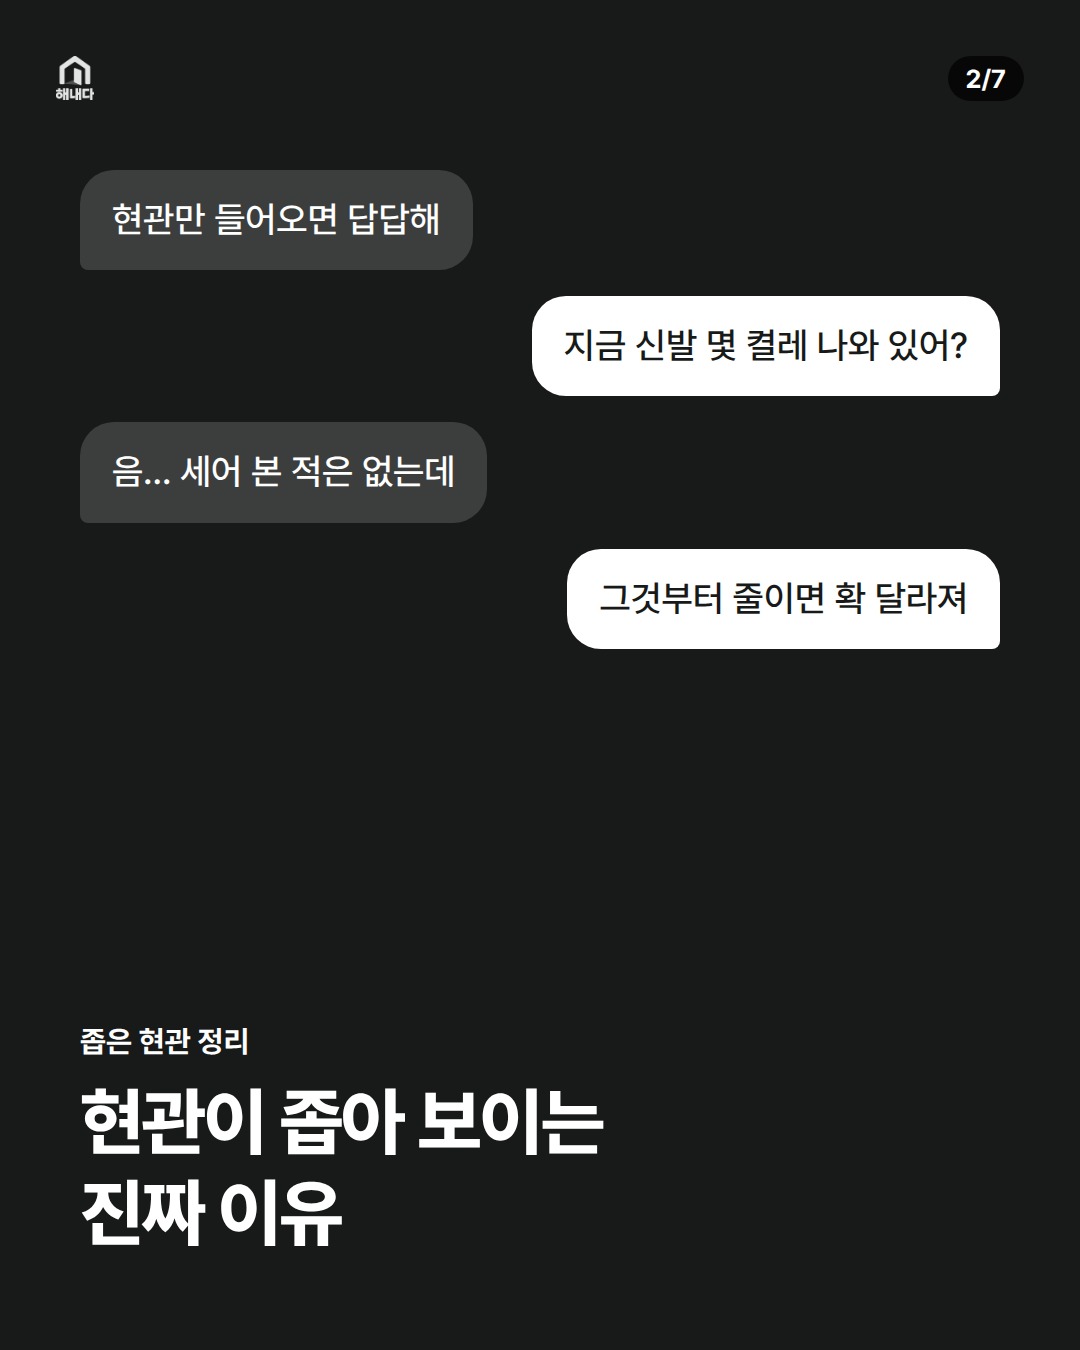 해내다
2/7
현관만 들어오면 답답해
지금 신발 몇 켤레 나와 있어?
음... 세어 본 적은 없는데
그것부터 줄이면 확 달라져
좁은 현관 정리
현관이 좁아 보이는
진짜 이유